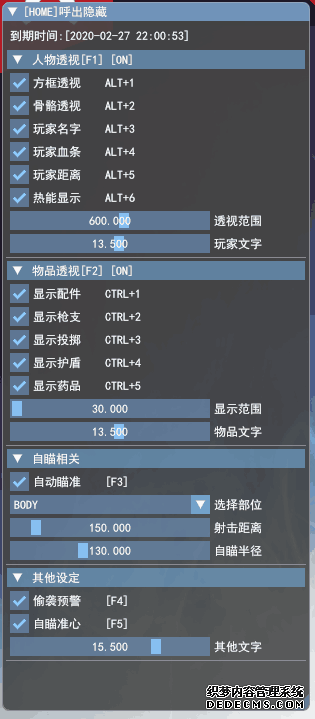 [HOME]呼出隐藏
到期时间:[2020-02-27 22:00:53]
人物透视[F1] [ON]
方框透视 ALT+1
骨骼透视 ALT+2
玩家名字 ALT+3
玩家血条 ALT+4
玩家距离 ALT+5
热能显示 ALT+6
600.000 透视范围
13.500 玩家文字
物品透视[F2] [ON]
显示配件 CTRL+1
显示枪支 CTRL+2
显示投掷 CTRL+3
显示护盾 CTRL+4
显示药品 CTRL+5
30.000 显示范围
13.500 物品文字
自瞄相关
自动瞄准 [F3]
BODY 选择部位
150.000 射击距离
130.000 自瞄半径
其他设定
偷袭预警 [F4]
自瞄准心 [F5]
15.500 其他文字
织梦内容管理系统
DEDECMS.COM